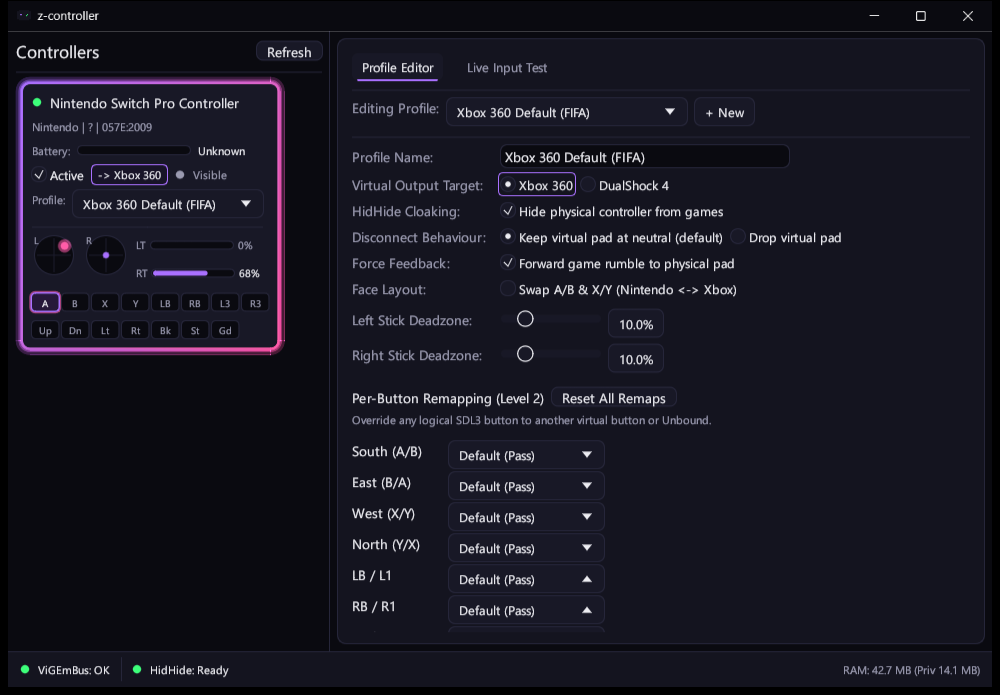 z-controller
Controllers
Refresh
Nintendo Switch Pro Controller
Nintendo | ? | 057E:2009
Battery: Unknown
Active -> Xbox 360 Visible
Profile: Xbox 360 Default (FIFA)
L R LT 0%
RT 68%
A B X Y LB RB L3 R3
Up Dn Lt Rt Bk St Gd
Profile Editor Live Input Test
Editing Profile: Xbox 360 Default (FIFA) + New
Profile Name: Xbox 360 Default (FIFA)
Virtual Output Target: Xbox 360 DualShock 4
HidHide Cloaking: Hide physical controller from games
Disconnect Behaviour: Keep virtual pad at neutral (default) Drop virtual pad
Force Feedback: Forward game rumble to physical pad
Face Layout: Swap A/B & X/Y (Nintendo <-> Xbox)
Left Stick Deadzone: 10.0%
Right Stick Deadzone: 10.0%
Per-Button Remapping (Level 2) Reset All Remaps
Override any logical SDL3 button to another virtual button or Unbound.
South (A/B) Default (Pass)
East (B/A) Default (Pass)
West (X/Y) Default (Pass)
North (Y/X) Default (Pass)
LB / L1 Default (Pass)
RB / R1 Default (Pass)
ViGEmBus: OK HidHide: Ready RAM: 42.7 MB (Priv 14.1 MB)